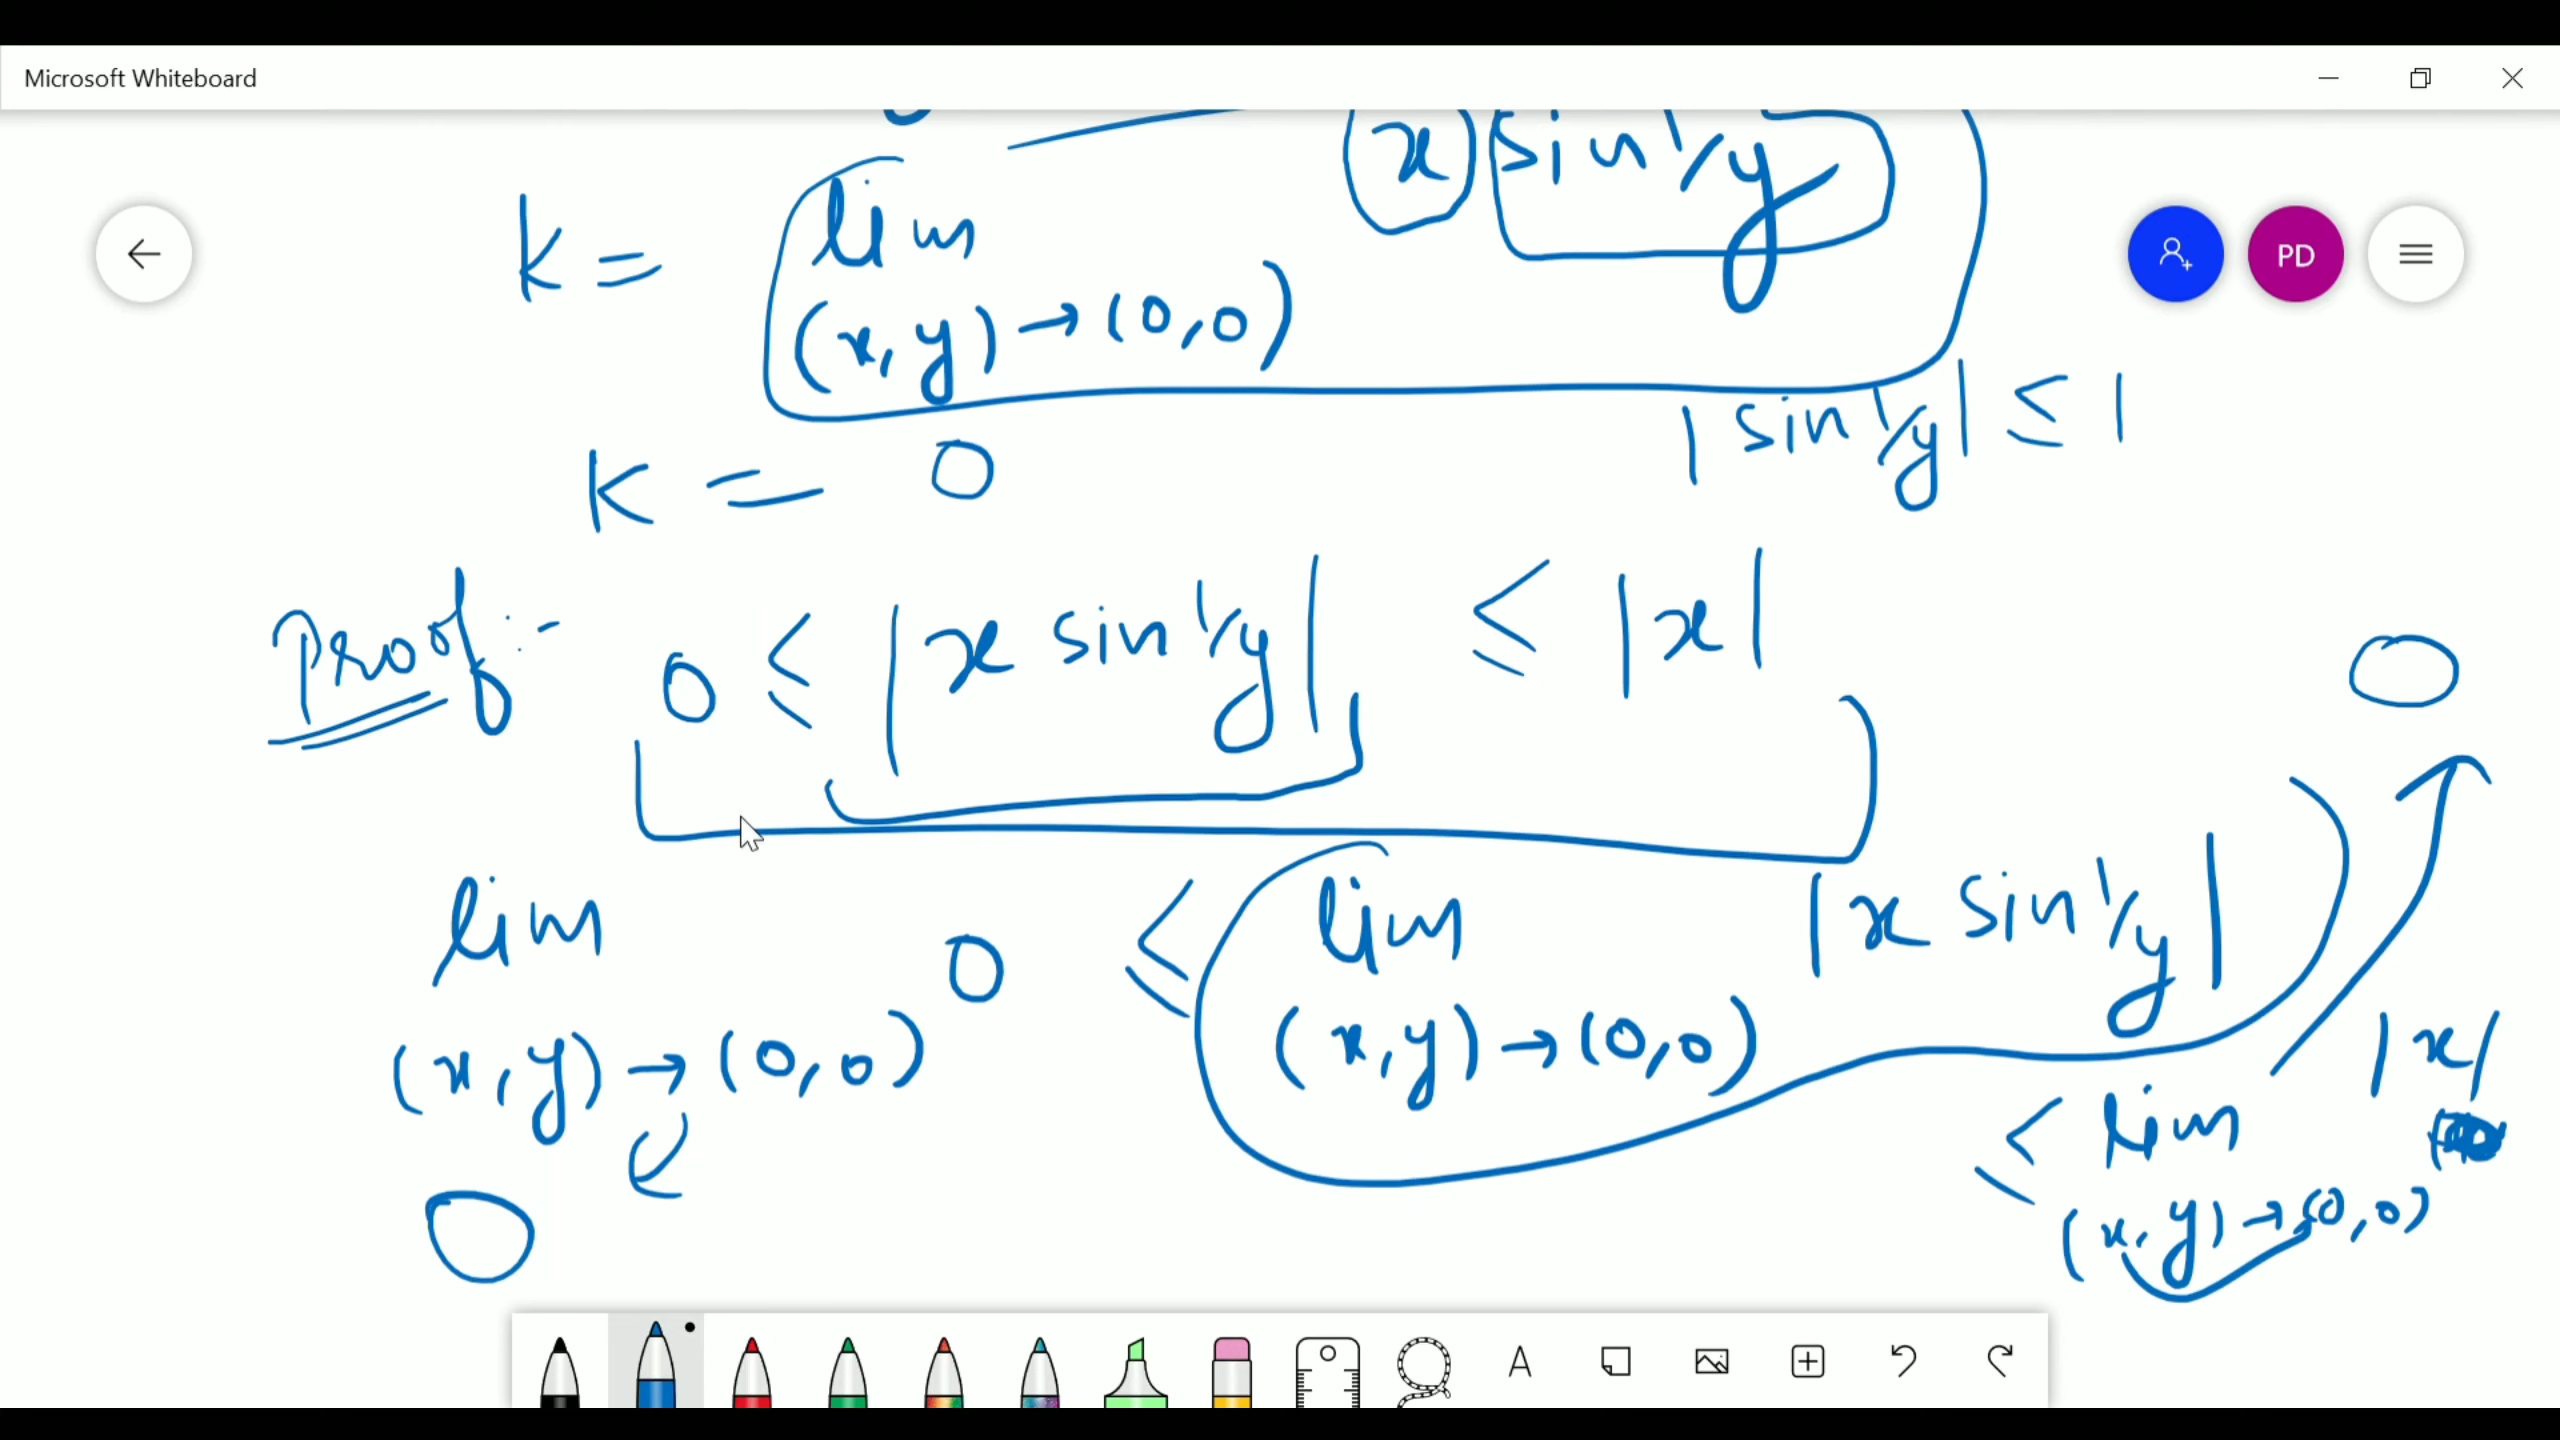 Microsoft Whiteboard
x sin 1/y
k = lim
(x, y) → (0, 0)
PD
| sin 1/y | ≤ 1
k = 0
Proof :-
0 ≤ | x sin 1/y | ≤ | x |
0
lim 0 ≤ lim | x sin 1/y |
(x, y) → (0, 0) (x, y) → (0, 0)
≤ lim | x |
(x, y) → (0, 0)
0
A